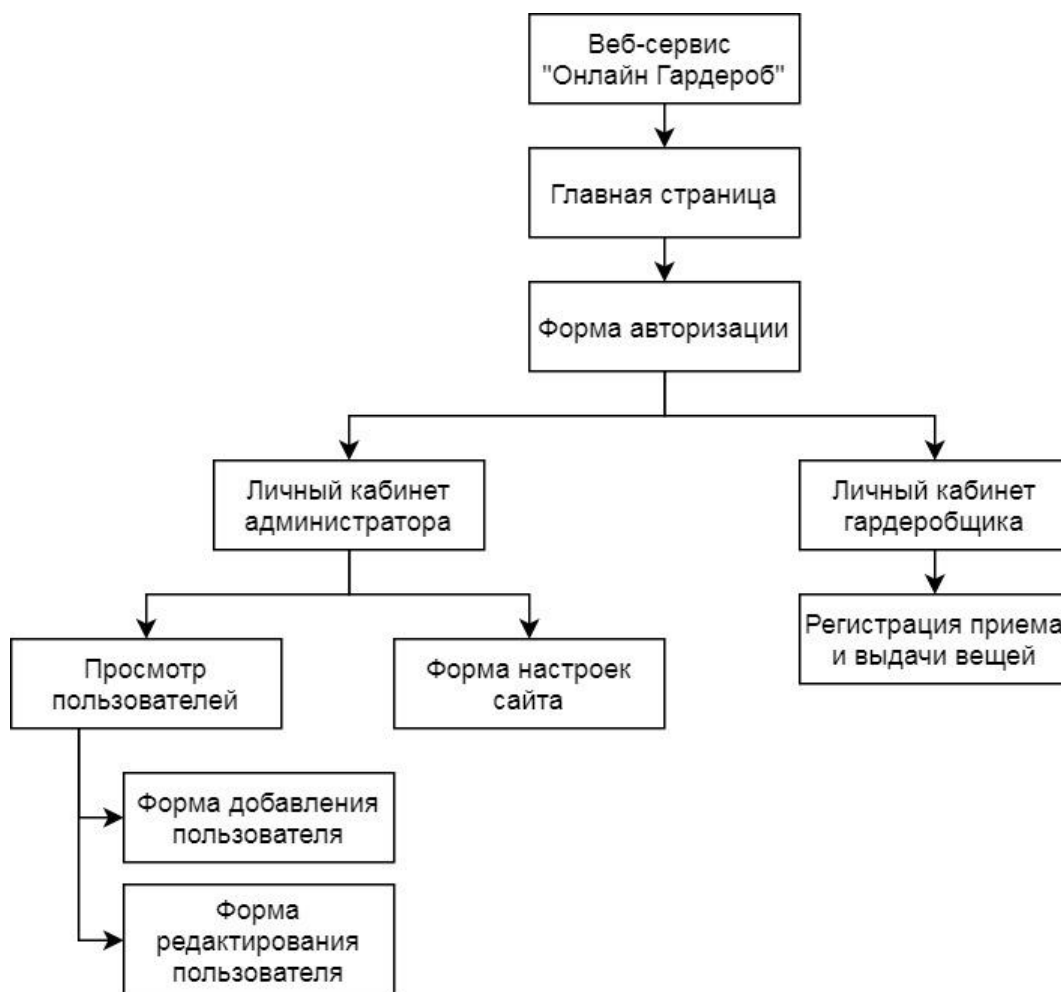 Веб-сервис
"Онлайн Гардероб"
Главная страница
Форма авторизации
Личный кабинет
администратора
Личный кабинет
гардеробщика
Просмотр
пользователей
Форма настроек
сайта
Регистрация приема
и выдачи вещей
Форма добавления
пользователя
Форма
редактирования
пользователя